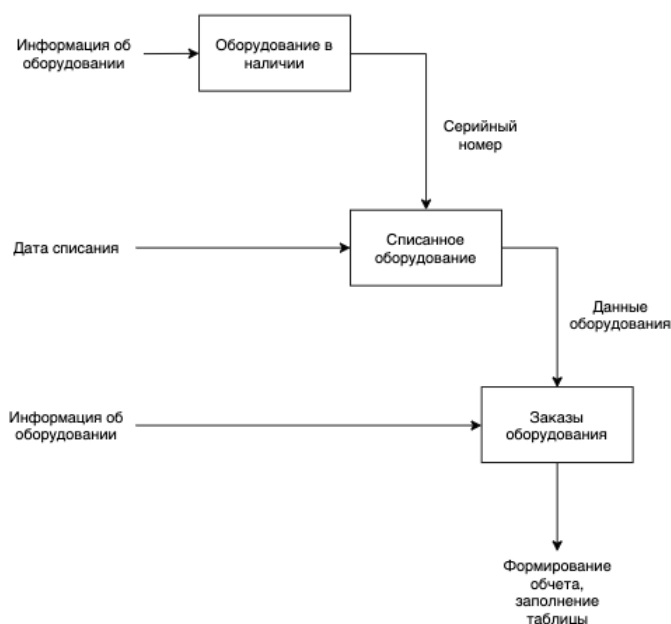 Информация об
оборудовании
Оборудование в
наличии
Серийный
номер
Дата списания
Списанное
оборудование
Данные
оборудования
Информация об
оборудовании
Заказы
оборудования
Формирование
обчета,
заполнение
таблицы